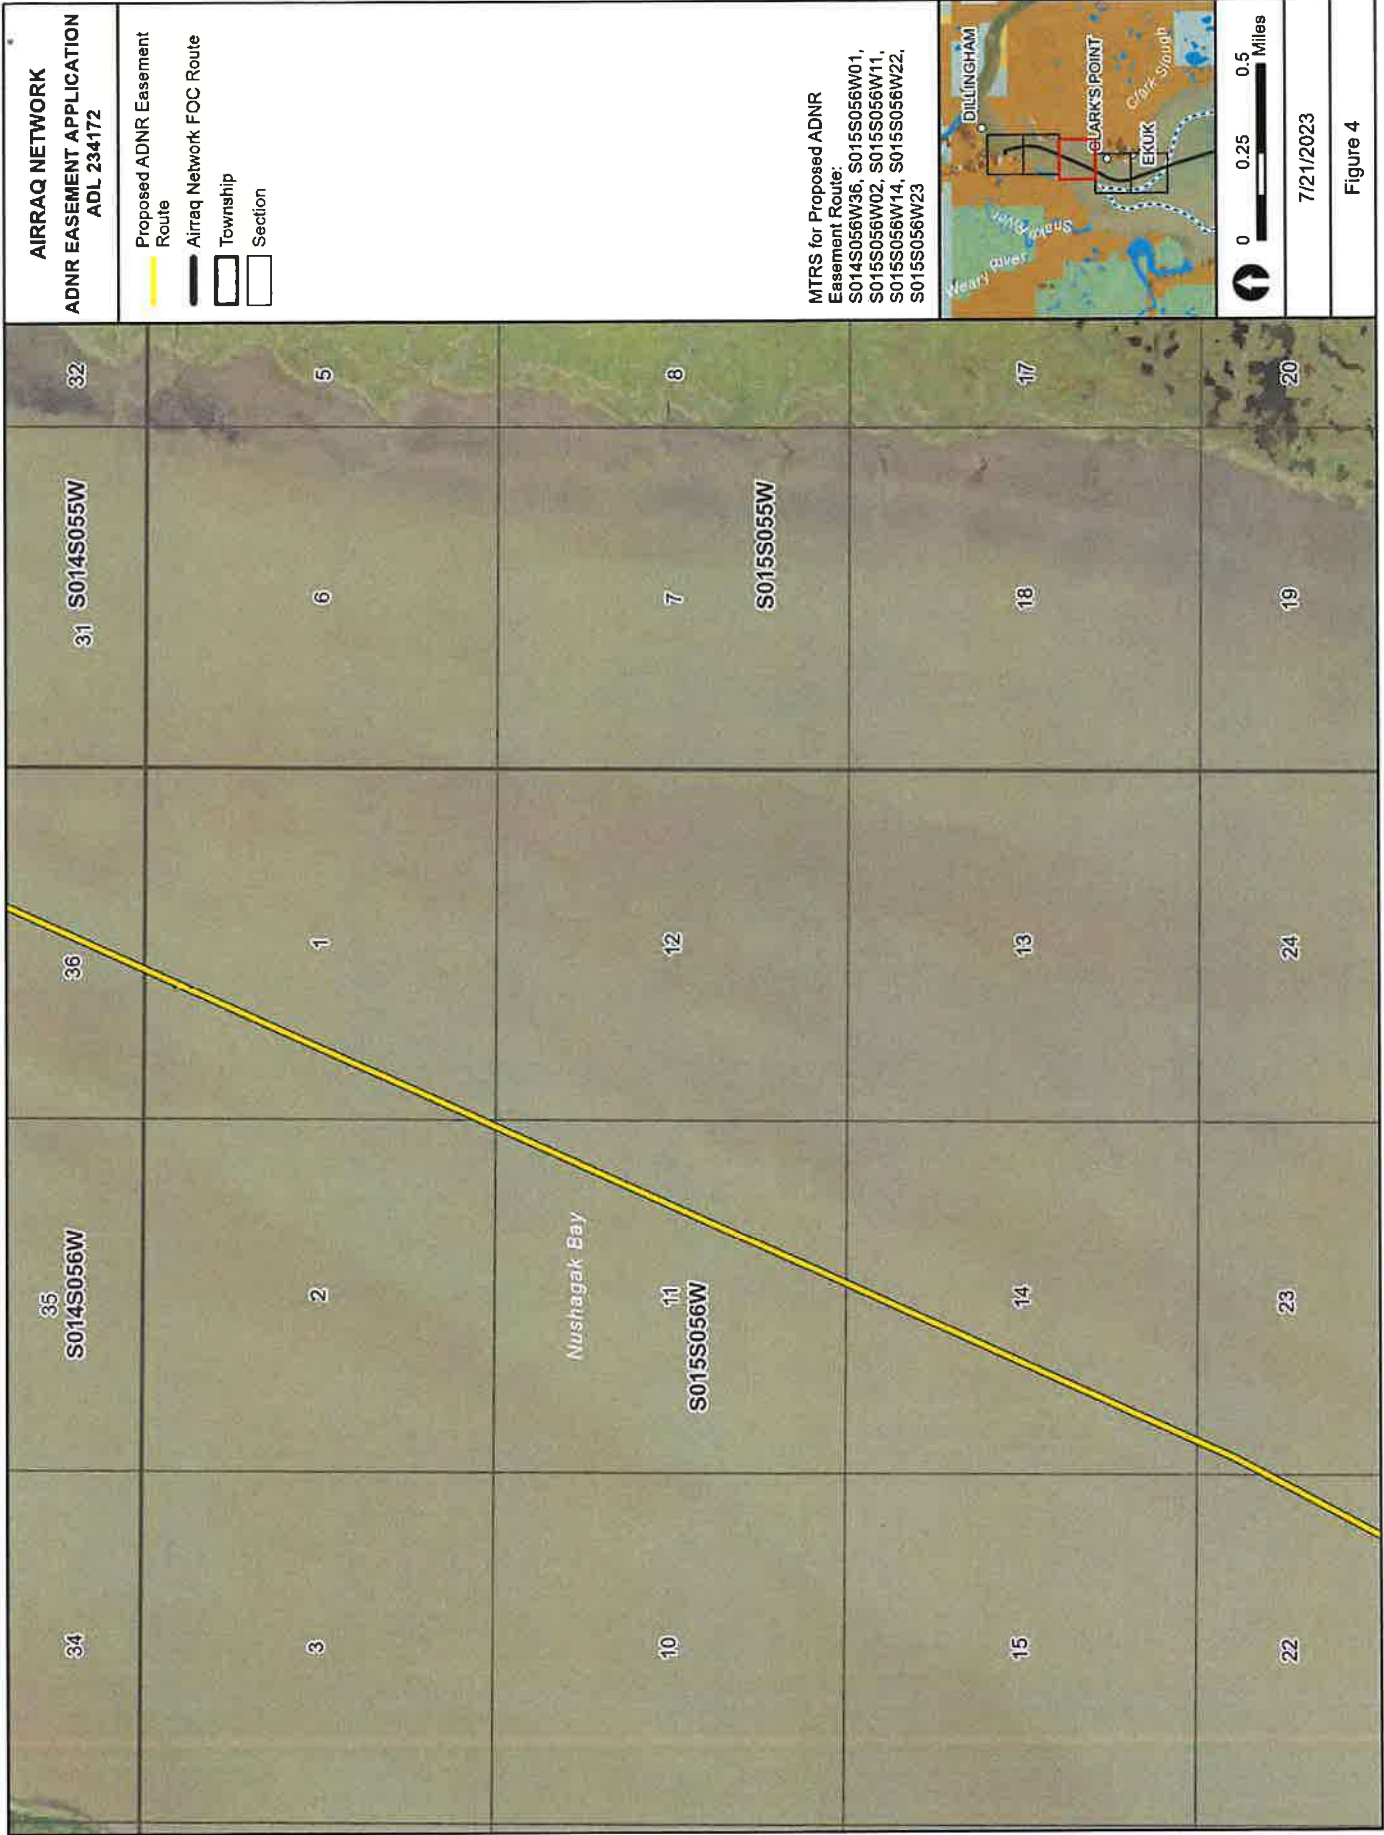 AIRRAQ NETWORK
ADNR EASEMENT APPLICATION
ADL 234172
Proposed ADNR Easement
Route
Airraq Network FOC Route
Township
Section
MTRS for Proposed ADNR
Easement Route:
S014S056W36, S015S056W01,
S015S056W02, S015S056W11,
S015S056W14, S015S056W22,
S015S056W23
DILLINGHAM
CLARK'S POINT
EKUK
Clark Slough
Snake River
Weary River
0 0.25 0.5
Miles
7/21/2023
Figure 4
34
35
S014S056W
36
31 S014S055W
32
3
2
1
6
5
Nushagak Bay
10
11
S015S056W
12
7
8
S015S055W
15
14
13
18
17
22
23
24
19
20